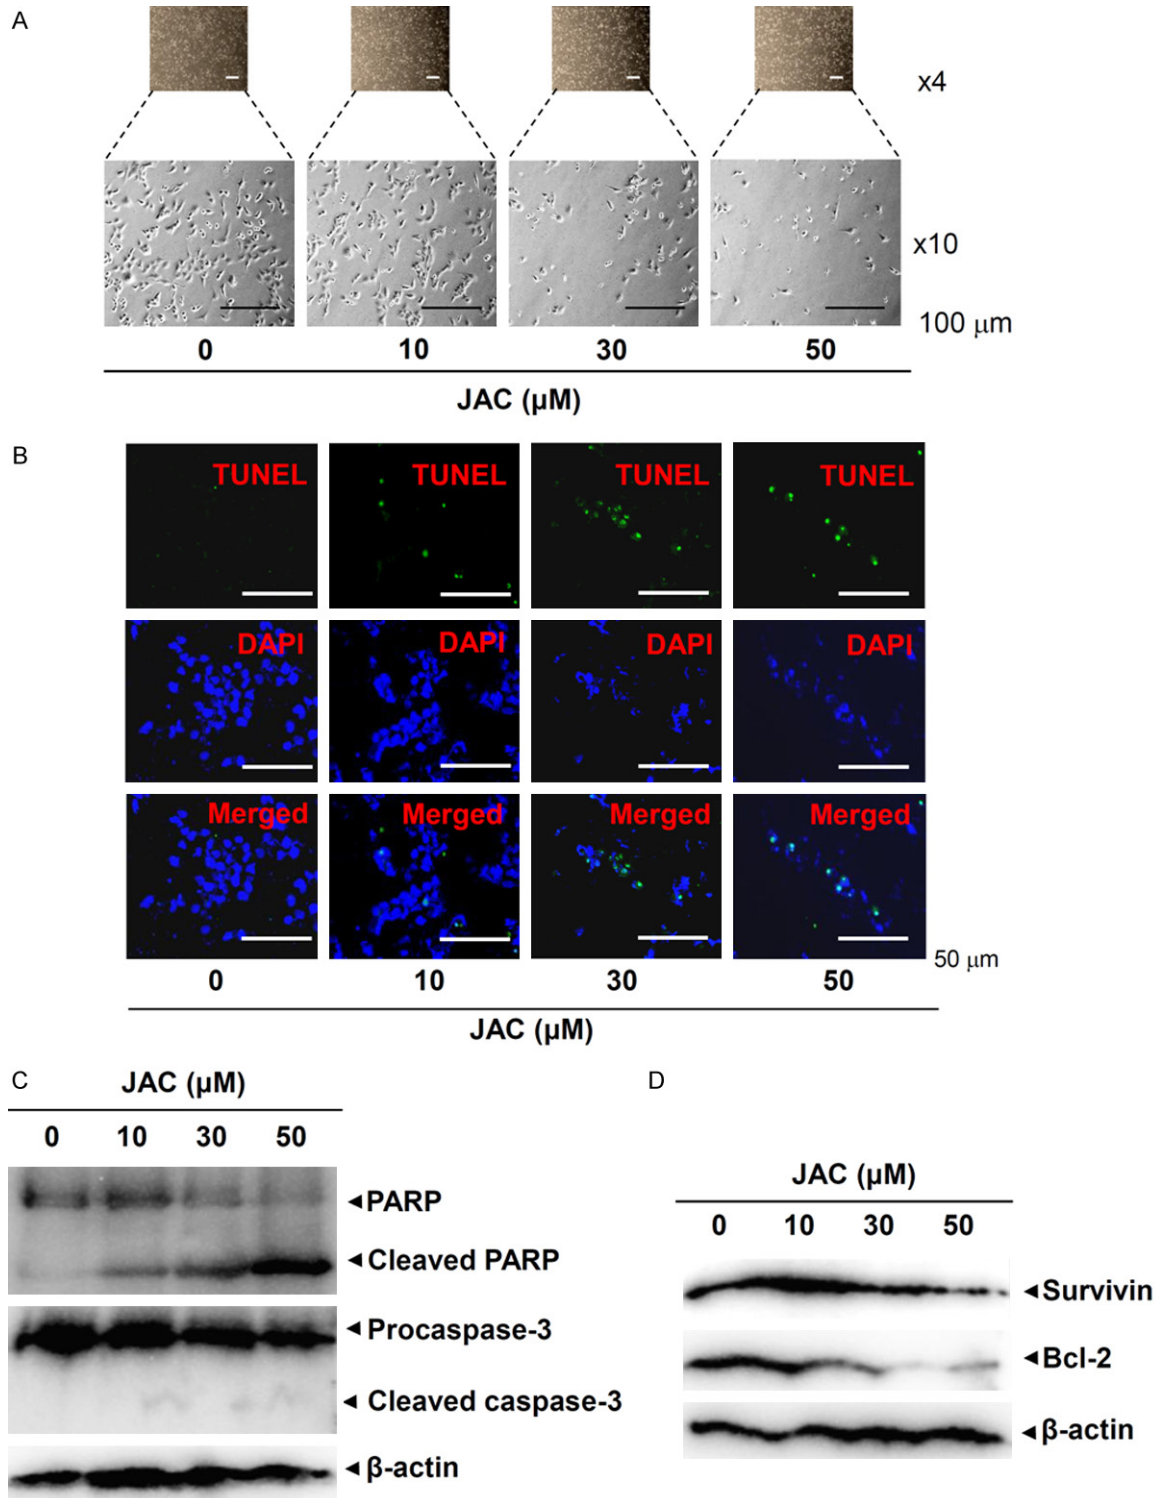 A
x4
x10
100 μm
0 10 30 50
JAC (μM)
B
TUNEL TUNEL TUNEL TUNEL
DAPI DAPI DAPI DAPI
Merged Merged Merged Merged
50 μm
0 10 30 50
JAC (μM)
C
JAC (μM)
0 10 30 50
PARP
Cleaved PARP
Procaspase-3
Cleaved caspase-3
β-actin
D
JAC (μM)
0 10 30 50
Survivin
Bcl-2
β-actin